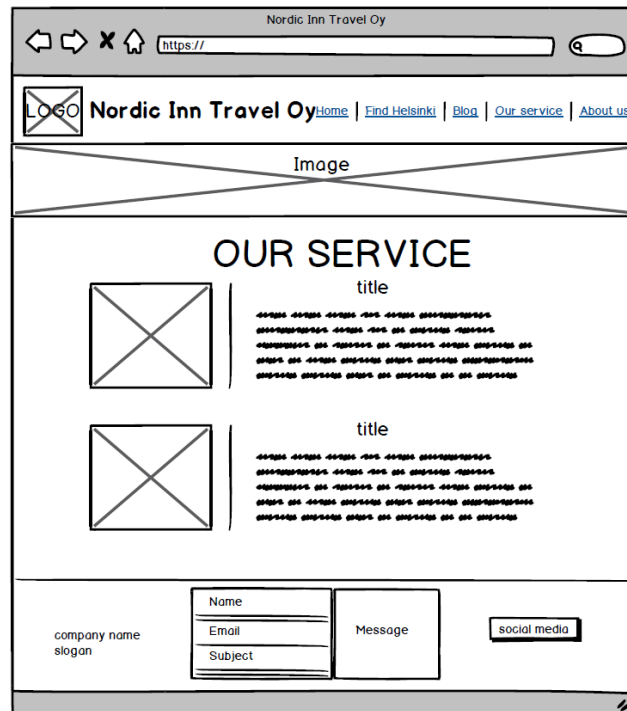 Nordic Inn Travel Oy
https://
LOGO
Nordic Inn Travel Oy
Home | Find Helsinki | Blog | Our service | About us
Image
OUR SERVICE
title
title
Name
Email
Subject
Message
company name
slogan
social media